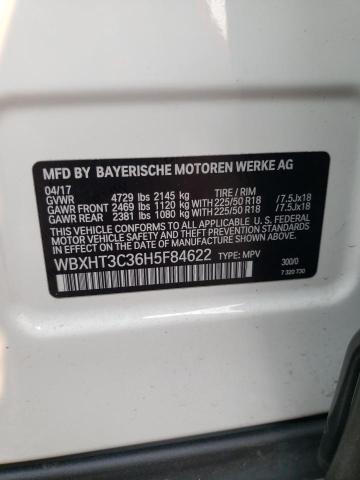 MFD BY BAYERISCHE MOTOREN WERKE AG
04/17 TIRE / RIM
GVWR 4729 lbs 2145 kg
GAWR FRONT 2469 lbs 1120 kg WITH 225/50 R18 /7.5Jx18
GAWR REAR 2381 lbs 1080 kg WITH 225/50 R18 /7.5Jx18
THIS VEHICLE CONFORMS TO ALL APPLICABLE U.S. FEDERAL
MOTOR VEHICLE SAFETY STANDARDS IN EFFECT ON THE
DATE OF MANUFACTURE SHOWN ABOVE.
WBXHT3C36H5F84622 TYPE: MPV
300/0
7 320 730